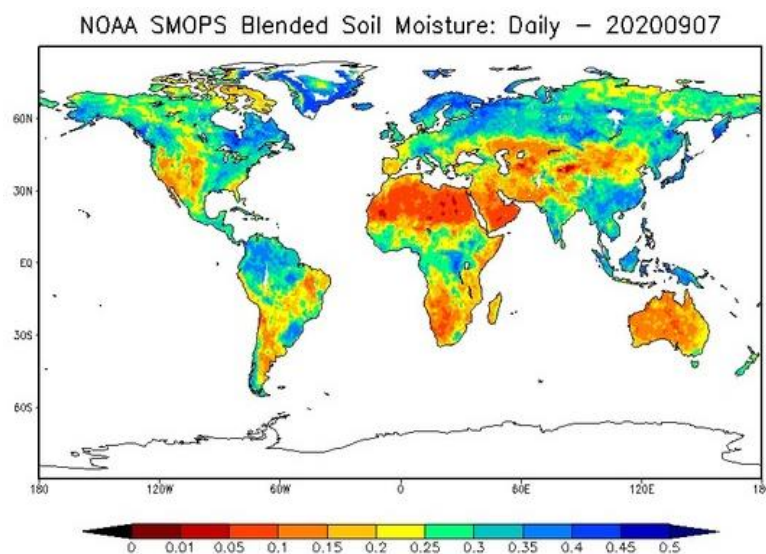 NOAA SMOPS Blended Soil Moisture: Daily – 20200907
60N
30N
EQ
30S
60S
180 120W 60W 0 60E 120E 18
0 0.01 0.05 0.1 0.15 0.2 0.25 0.3 0.35 0.4 0.45 0.5